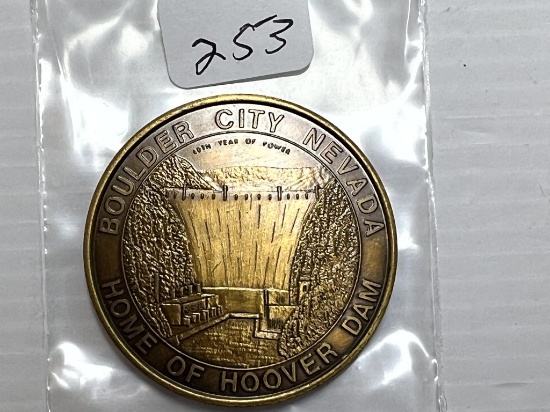 253
BOULDER CITY NEVADA
50TH YEAR OF POWER
HOME OF HOOVER DAM